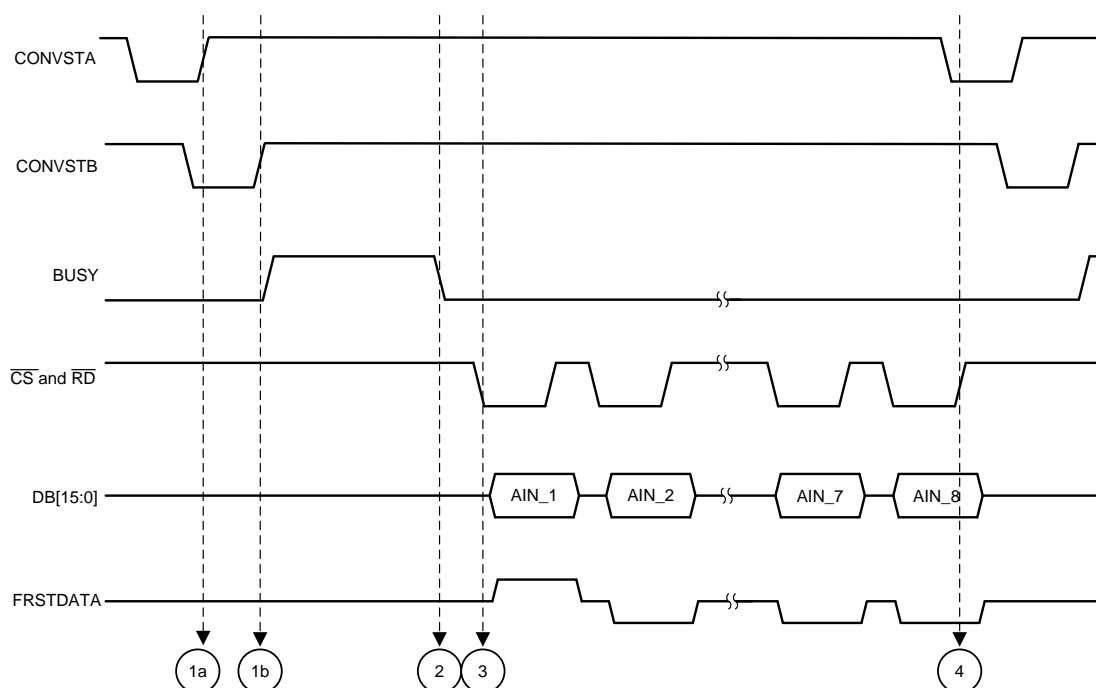 CONVSTA
CONVSTB
BUSY
CS and RD
DB[15:0]
AIN_1
AIN_2
AIN_7
AIN_8
FRSTDATA
1a
1b
2
3
4